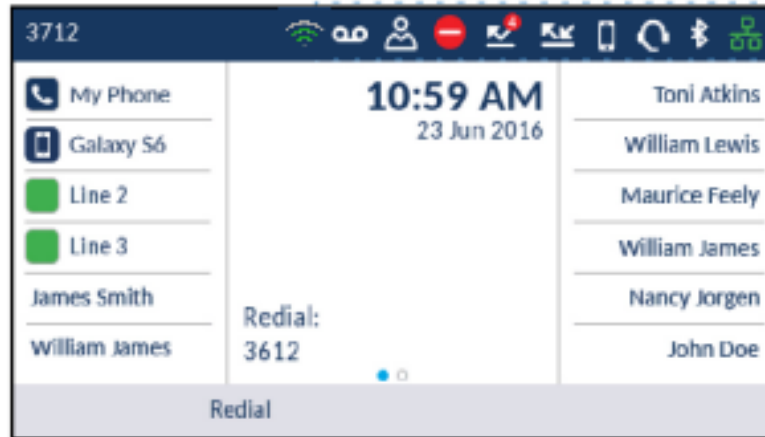 3712
4
My Phone
Galaxy S6
Line 2
Line 3
James Smith
William James
10:59 AM
23 Jun 2016
Redial:
3612
Toni Atkins
William Lewis
Maurice Feely
William James
Nancy Jorgen
John Doe
Redial